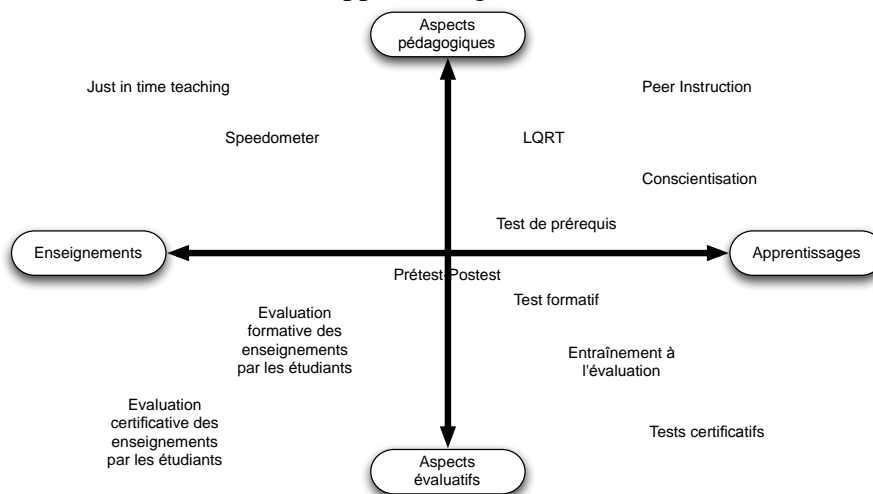 Aspects
pédagogiques
Just in time teaching
Peer Instruction
Speedometer
LQRT
Conscientisation
Test de prérequis
Enseignements
Apprentissages
Prétest-Postest
Test formatif
Evaluation
formative des
enseignements
par les étudiants
Entraînement à
l'évaluation
Evaluation
certificative des
enseignements
par les étudiants
Tests certificatifs
Aspects
évaluatifs